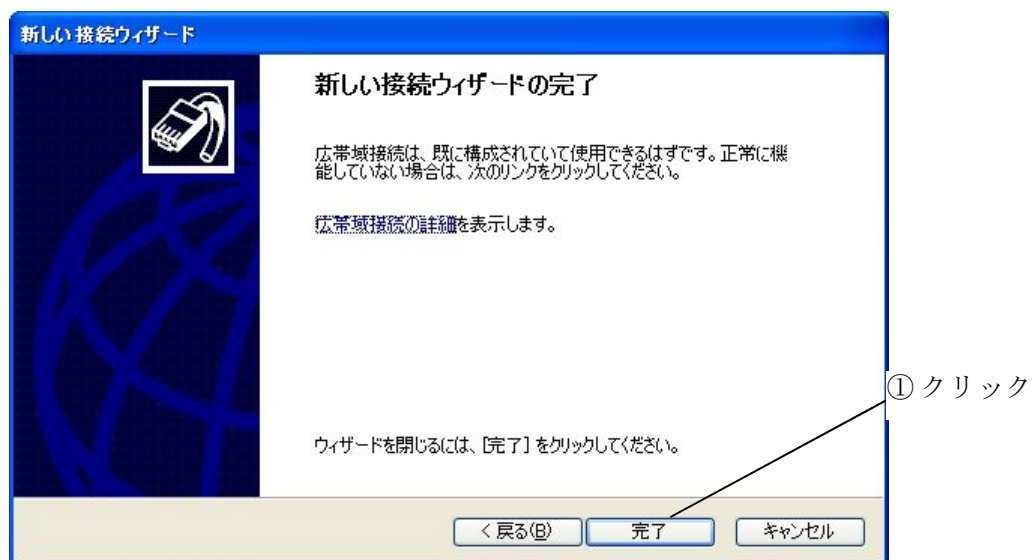 新しい接続ウィザード
新しい接続ウィザードの完了
広帯域接続は、既に構成されていて使用できるはずです。正常に機
能していない場合は、次のリンクをクリックしてください。
広帯域接続の詳細を表示します。
①クリック
ウィザードを閉じるには、[完了] をクリックしてください。
< 戻る(B)
完了
キャンセル